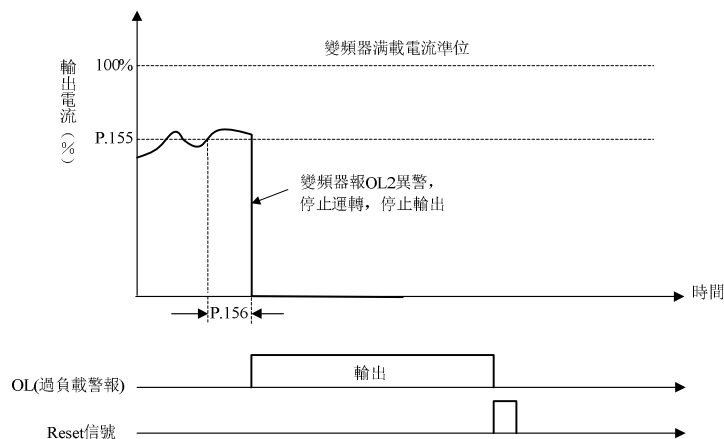 變頻器满載電流準位
100%
輸出電流(%)
P.155
變頻器報OL2異警，
停止運轉，停止輸出
時間
P.156
輸出
OL(過負載警報)
Reset信號